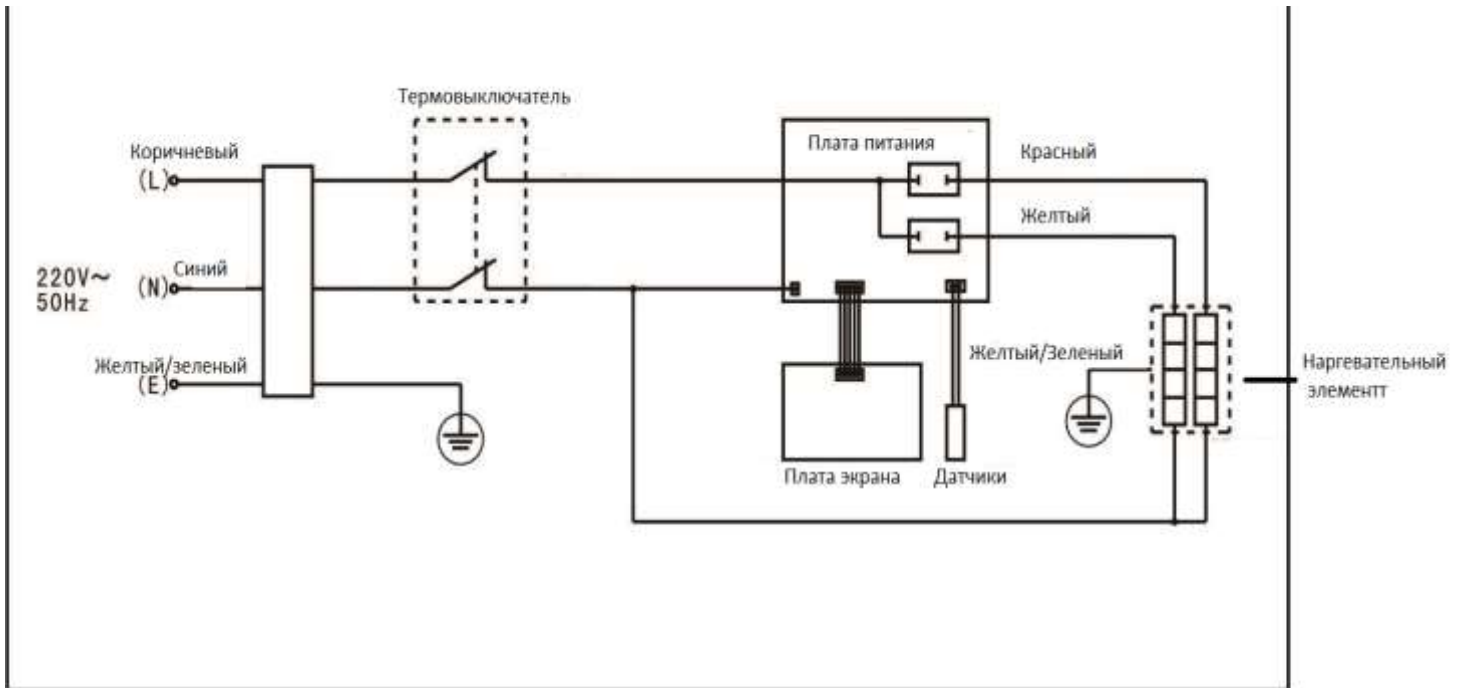 Термовыключатель
Коричневый
(L)
Плата питания
Красный
Желтый
220V~
50Hz
(N)
Синий
Желтый/зеленый
(E)
Желтый/Зеленый
Наргевательный
элементт
Плата экрана
Датчики